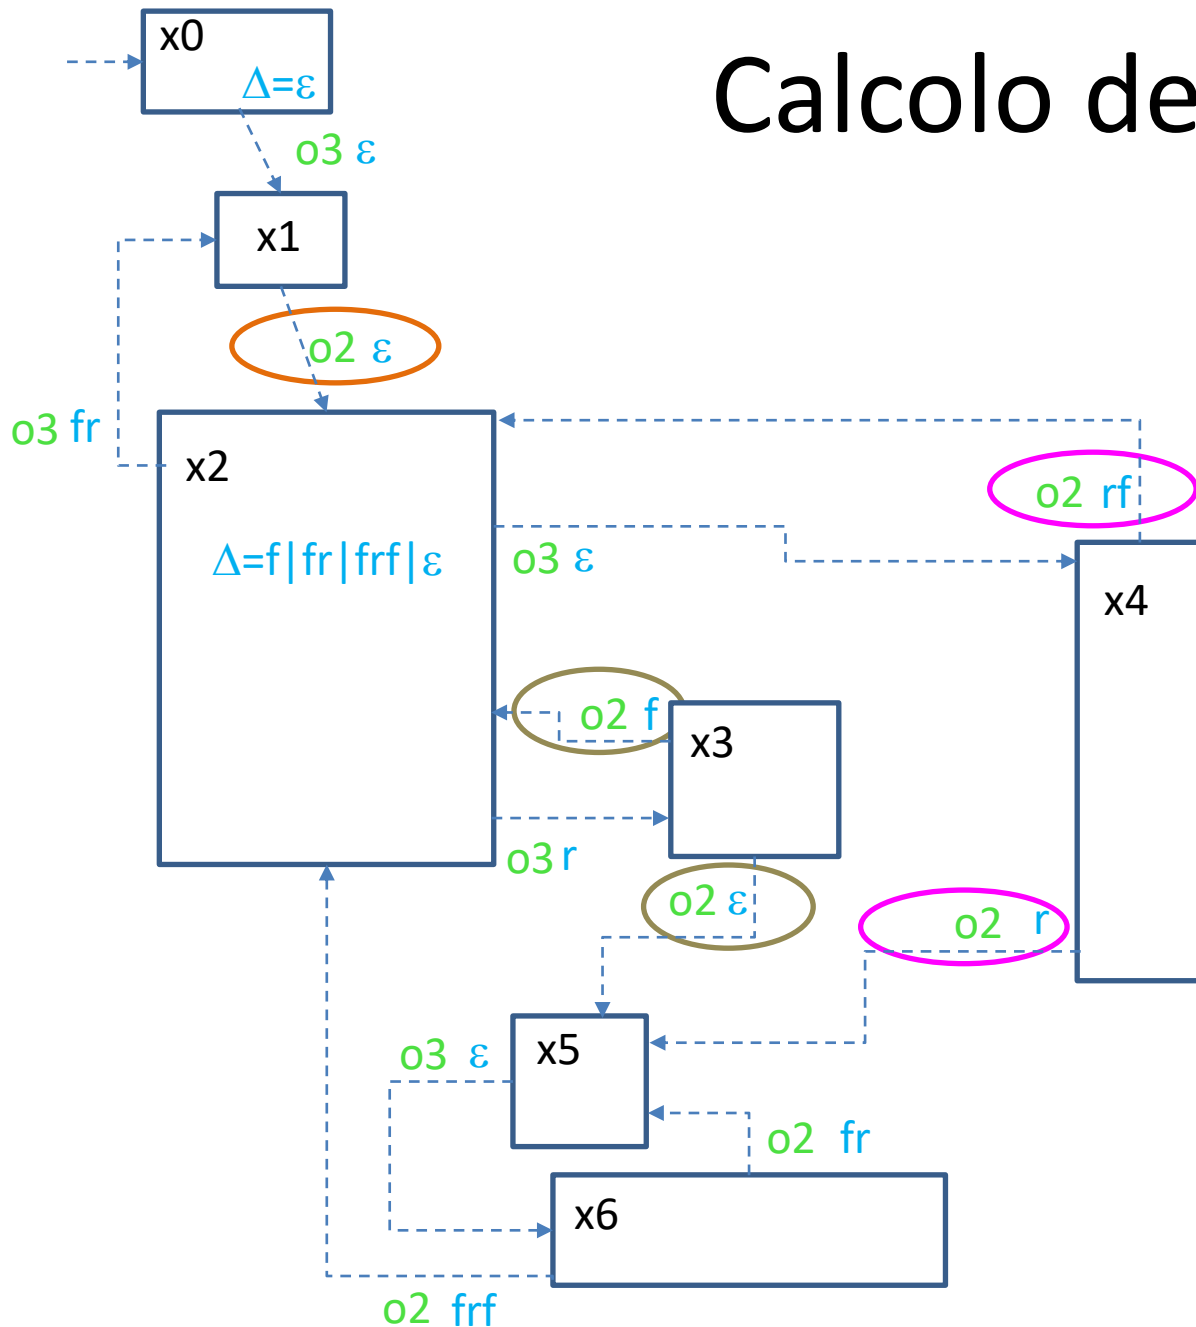 x0
Calcolo de
Δ=ε
o3 ε
x1
o2 ε
o3 fr
x2
o2 rf
Δ=f|fr|frf|ε
o3 ε
x4
o2 f
x3
o3 r
o2 ε
o2 r
o3 ε
x5
o2 fr
x6
o2 frf